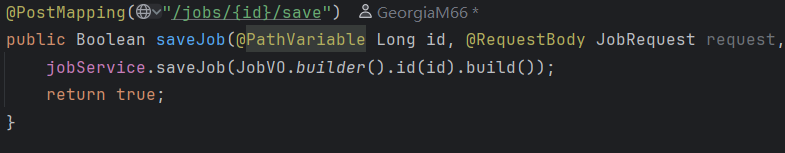 @PostMapping("/jobs/{id}/save") GeorgiaM66 *
public Boolean saveJob(@PathVariable Long id, @RequestBody JobRequest request,
jobService.saveJob(JobVO.builder().id(id).build());
return true;
}